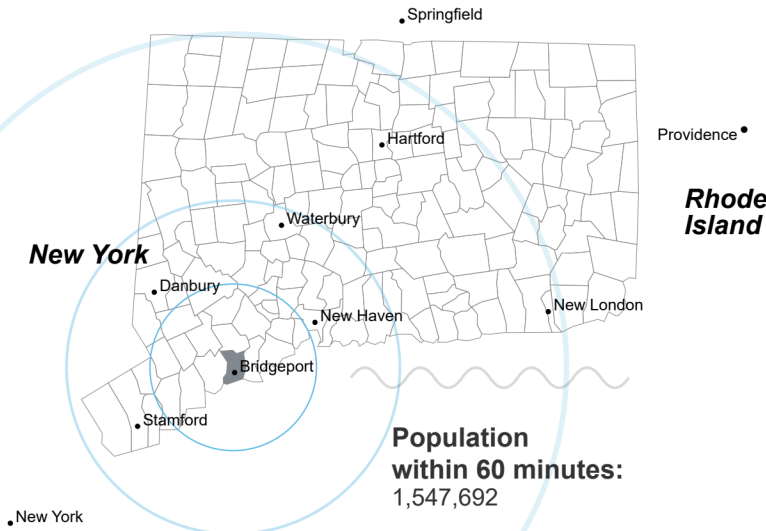 Springfield
Hartford
Providence
Rhode
Island
Waterbury
New York
Danbury
New London
New Haven
Bridgeport
Stamford
Population
within 60 minutes:
1,547,692
New York